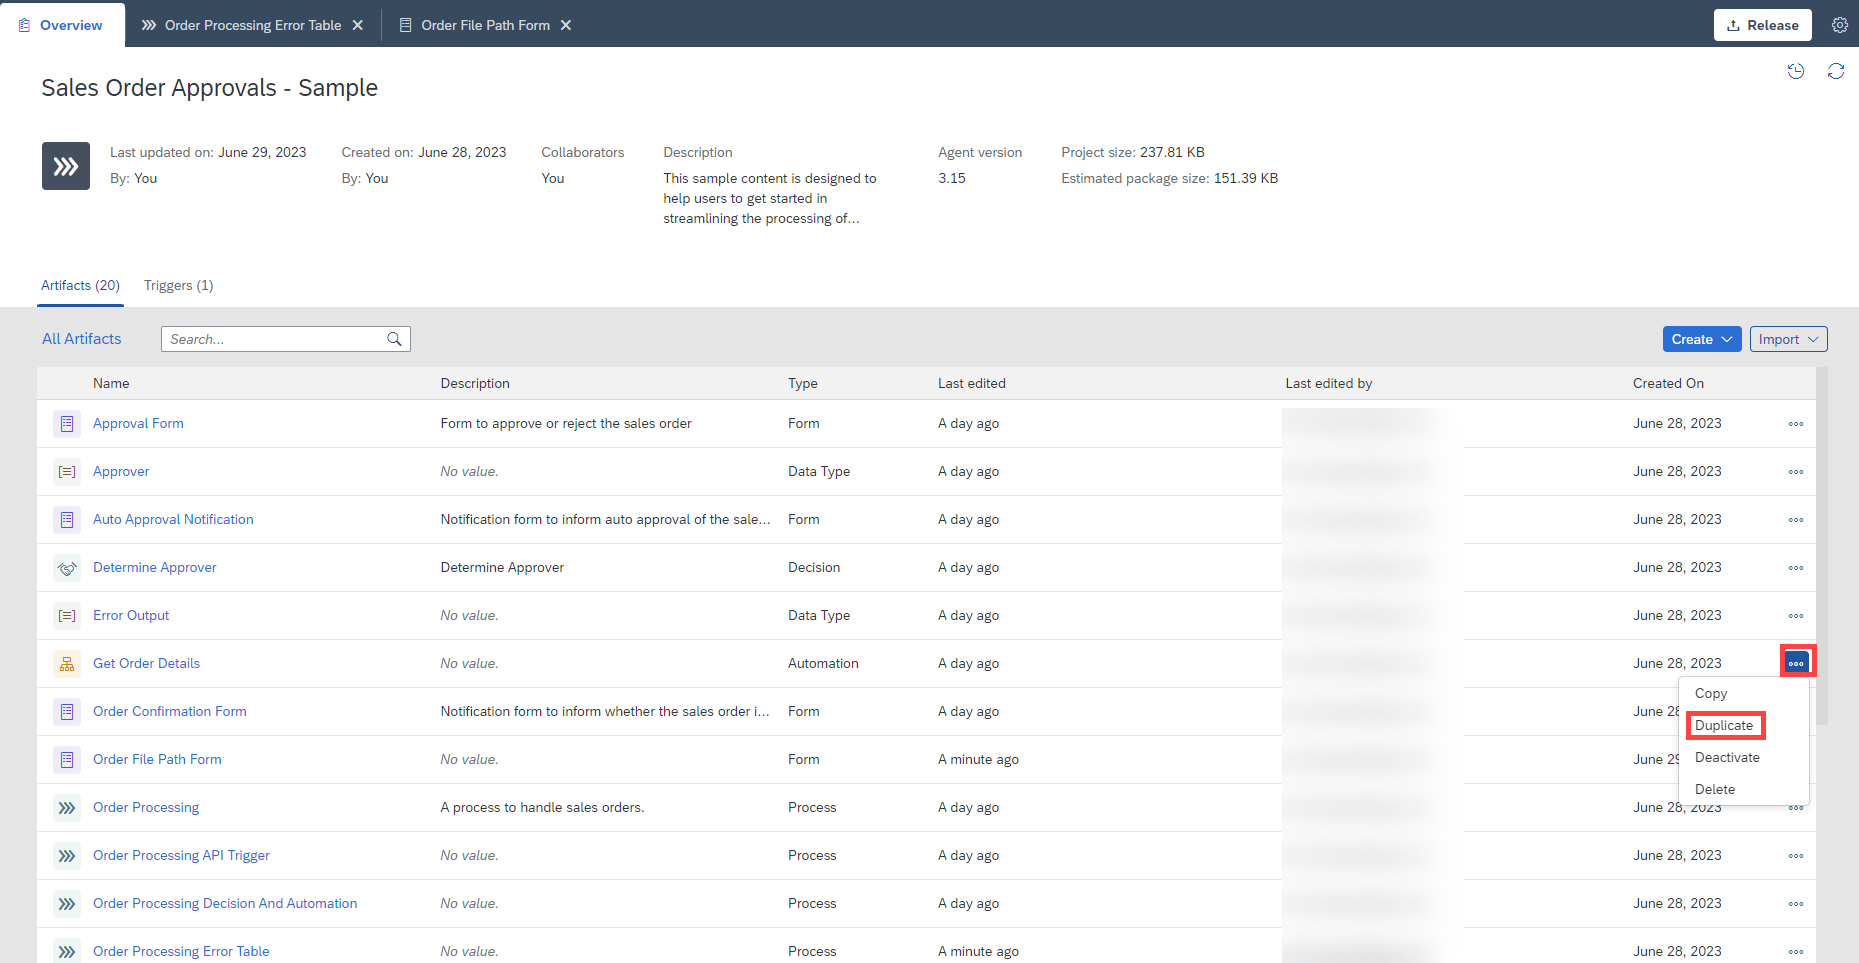 Overview
Order Processing Error Table
Order File Path Form
Release
Sales Order Approvals - Sample
Last updated on: June 29, 2023
By: You
Created on: June 28, 2023
By: You
Collaborators
You
Description
This sample content is designed to
help users to get started in
streamlining the processing of...
Agent version
3.15
Project size: 237.81 KB
Estimated package size: 151.39 KB
Artifacts (20)
Triggers (1)
All Artifacts
Search...
Create
Import
Name Description Type Last edited Last edited by Created On
Approval Form Form to approve or reject the sales order Form A day ago June 28, 2023
Approver No value. Data Type A day ago June 28, 2023
Auto Approval Notification Notification form to inform auto approval of the sale... Form A day ago June 28, 2023
Determine Approver Determine Approver Decision A day ago June 28, 2023
Error Output No value. Data Type A day ago June 28, 2023
Get Order Details No value. Automation A day ago June 28, 2023
Copy
Duplicate
Deactivate
Delete
Order Confirmation Form Notification form to inform whether the sales order i... Form A day ago June 28
Order File Path Form No value. Form A minute ago June 29
Order Processing A process to handle sales orders. Process A day ago June 28, 2023
Order Processing API Trigger No value. Process A day ago June 28, 2023
Order Processing Decision And Automation No value. Process A day ago June 28, 2023
Order Processing Error Table No value. Process A minute ago June 28, 2023